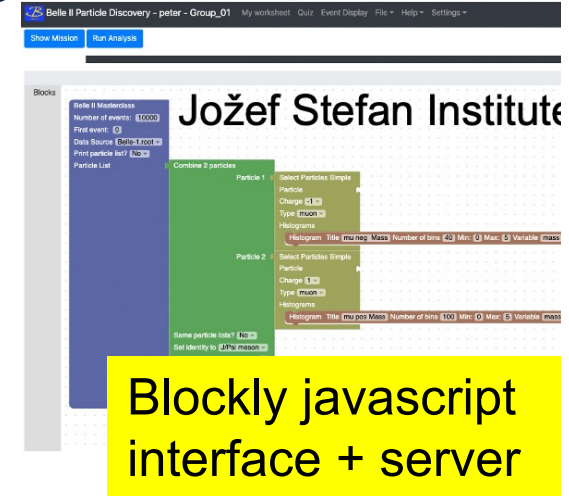 Belle II Particle Discovery - peter - Group_01 My worksheet Quiz Event Display File Help Settings
Show Mission Run Analysis
Blocks
Jožef Stefan Institute
Belle II Masterclass
Number of events: 10000
First event: 0
Data Source Belle-1.root
Print particle list? No
Particle List Combine 2 particles
Particle 1 Select Particles Simple
Particle
Charge -1
Type muon
Histograms
Histogram Title mu neg Mass Number of bins 40 Min: 0 Max: 5 Variable mass
Particle 2 Select Particles Simple
Particle
Charge 1
Type muon
Histograms
Histogram Title mu pos Mass Number of bins 100 Min: 0 Max: 5 Variable mass
Same particle lists? No
Set identity to J/Psi meson
Blockly javascript
interface + server